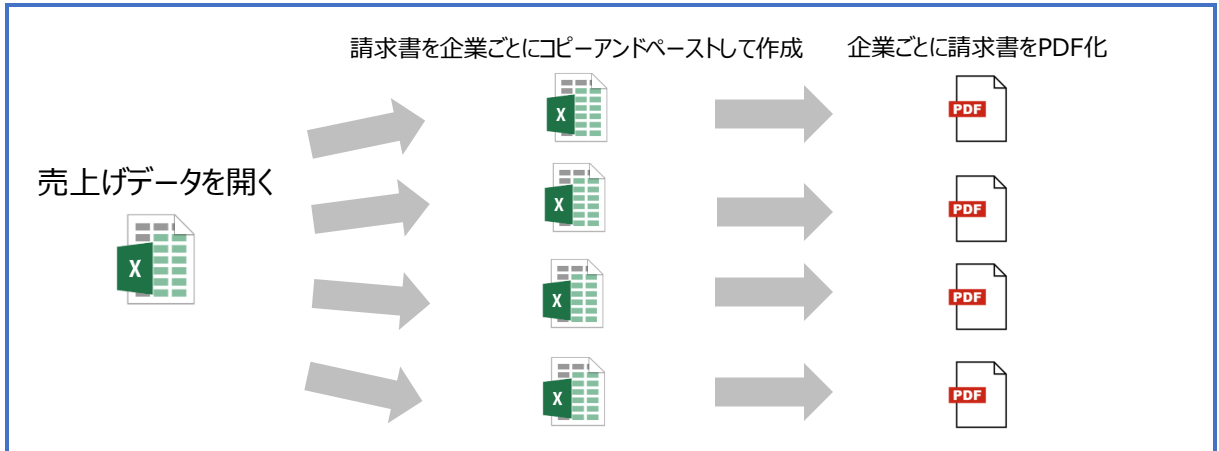 請求書を企業ごとにコピーアンドペーストして作成
企業ごとに請求書をPDF化
売上げデータを開く
X
X
X
X
X
PDF
PDF
PDF
PDF